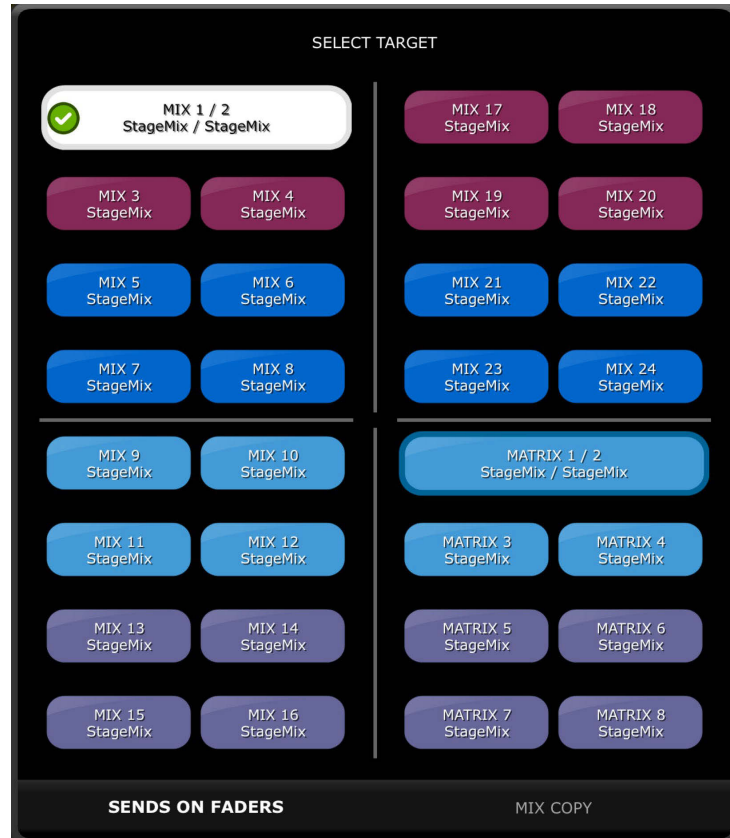 SELECT TARGET
MIX 1 / 2
StageMix / StageMix
MIX 3
StageMix
MIX 4
StageMix
MIX 5
StageMix
MIX 6
StageMix
MIX 7
StageMix
MIX 8
StageMix
MIX 17
StageMix
MIX 18
StageMix
MIX 19
StageMix
MIX 20
StageMix
MIX 21
StageMix
MIX 22
StageMix
MIX 23
StageMix
MIX 24
StageMix
MIX 9
StageMix
MIX 10
StageMix
MIX 11
StageMix
MIX 12
StageMix
MIX 13
StageMix
MIX 14
StageMix
MIX 15
StageMix
MIX 16
StageMix
MATRIX 1 / 2
StageMix / StageMix
MATRIX 3
StageMix
MATRIX 4
StageMix
MATRIX 5
StageMix
MATRIX 6
StageMix
MATRIX 7
StageMix
MATRIX 8
StageMix
SENDS ON FADERS
MIX COPY